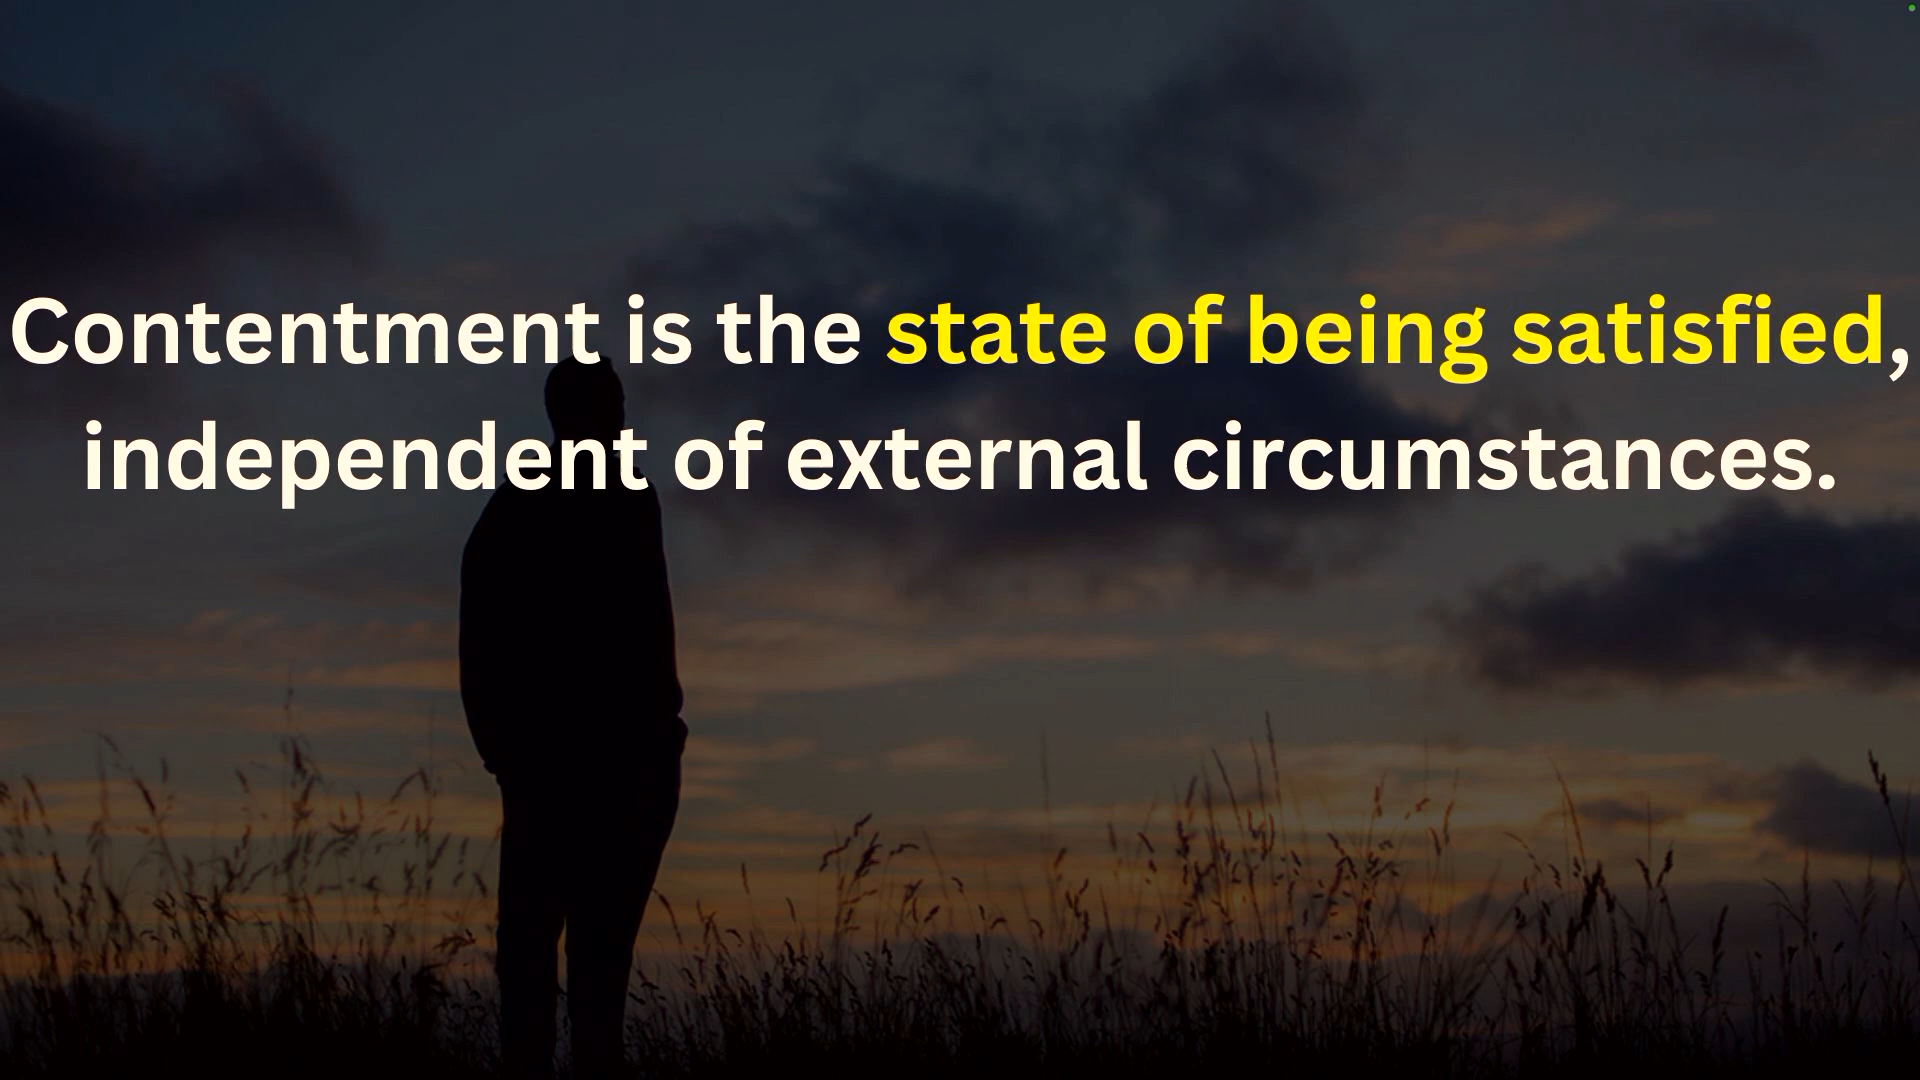 Contentment is the state of being satisfied,
independent of external circumstances.